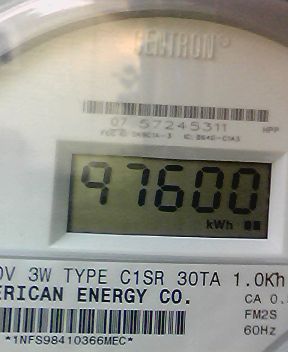 CENTRON®
07 57245311 HPP
97600
kWh
0V 3W TYPE C1SR 30TA 1.0Kh
ERICAN ENERGY CO. CA 0.
FM2S
60Hz
*1NFS98410366MEC*